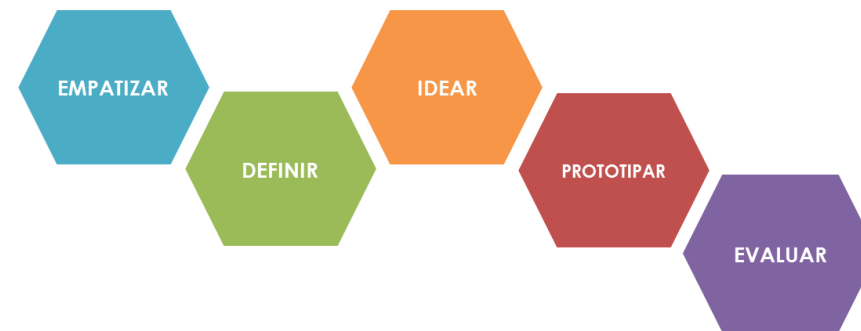 EMPATIZAR
DEFINIR
IDEAR
PROTOTIPAR
EVALUAR